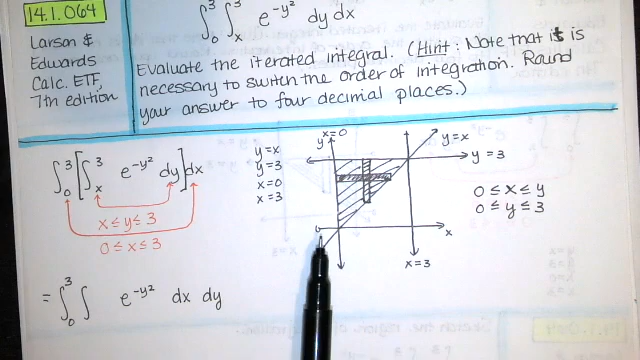 14.1.064
Larson &
Edwards
Calc. ETF,
7th edition
∫₀³ ∫ₓ³ e^(-y²) dy dx
Evaluate the iterated integral. (Hint: Note that it is
necessary to switch the order of integration. Round
your answer to four decimal places.)
∫₀³ [∫ₓ³ e^(-y²) dy] dx
x ≤ y ≤ 3
0 ≤ x ≤ 3
y = x
y = 3
x = 0
x = 3
x=0
y
y=x
y = 3
x
x=3
0 ≤ x ≤ y
0 ≤ y ≤ 3
= ∫₀³ ∫ e^(-y²) dx dy